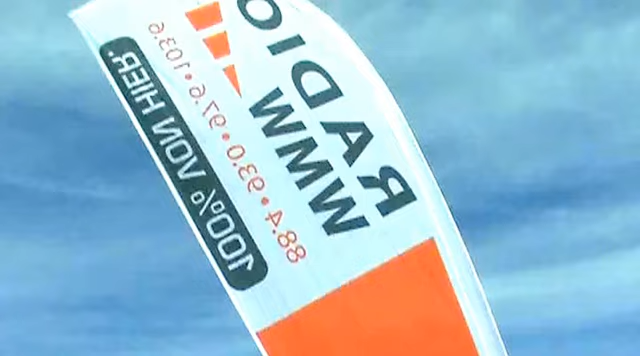 RADIO
WMW
88.4 • 93.0 • 97.6 • 103.6
100% VON HIER.